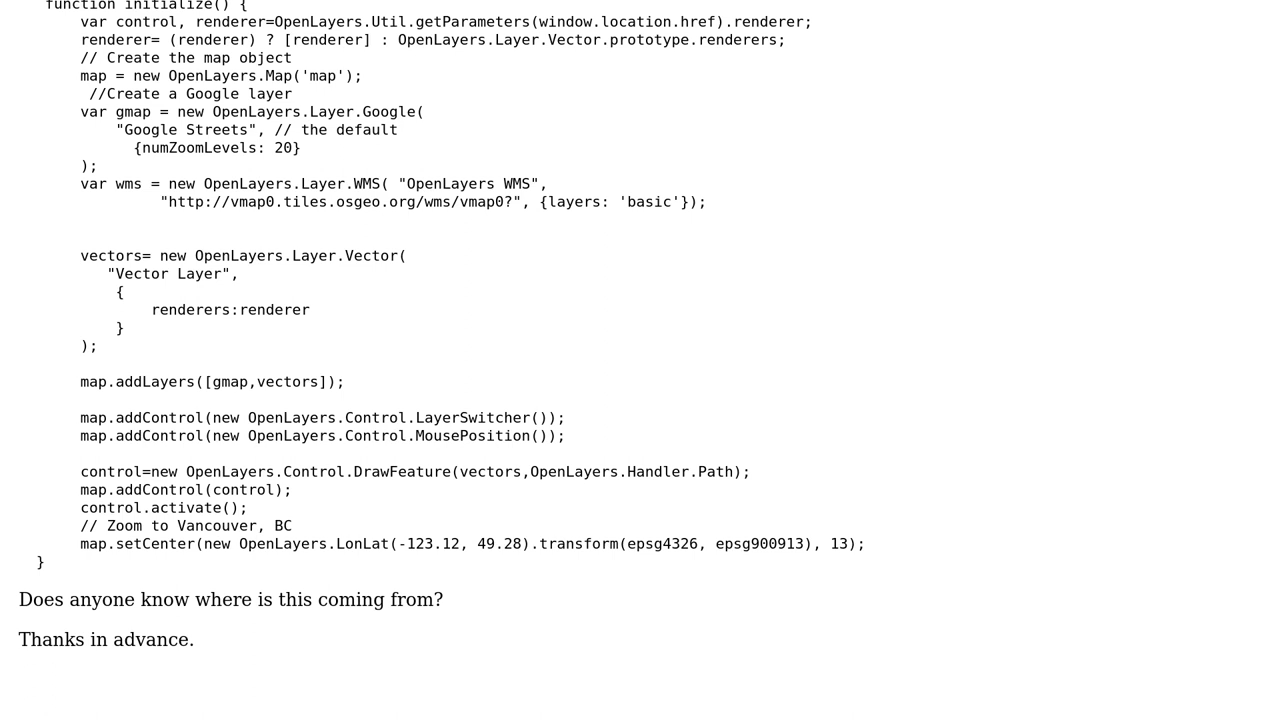 function initialize() {
var control, renderer=OpenLayers.Util.getParameters(window.location.href).renderer;
renderer= (renderer) ? [renderer] : OpenLayers.Layer.Vector.prototype.renderers;
// Create the map object
map = new OpenLayers.Map('map');
//Create a Google layer
var gmap = new OpenLayers.Layer.Google(
"Google Streets", // the default
{numZoomLevels: 20}
);
var wms = new OpenLayers.Layer.WMS( "OpenLayers WMS",
"http://vmap0.tiles.osgeo.org/wms/vmap0?", {layers: 'basic'});
vectors= new OpenLayers.Layer.Vector(
"Vector Layer",
{
renderers:renderer
}
);
map.addLayers([gmap,vectors]);
map.addControl(new OpenLayers.Control.LayerSwitcher());
map.addControl(new OpenLayers.Control.MousePosition());
control=new OpenLayers.Control.DrawFeature(vectors,OpenLayers.Handler.Path);
map.addControl(control);
control.activate();
// Zoom to Vancouver, BC
map.setCenter(new OpenLayers.LonLat(-123.12, 49.28).transform(epsg4326, epsg900913), 13);
}
Does anyone know where is this coming from?
Thanks in advance.